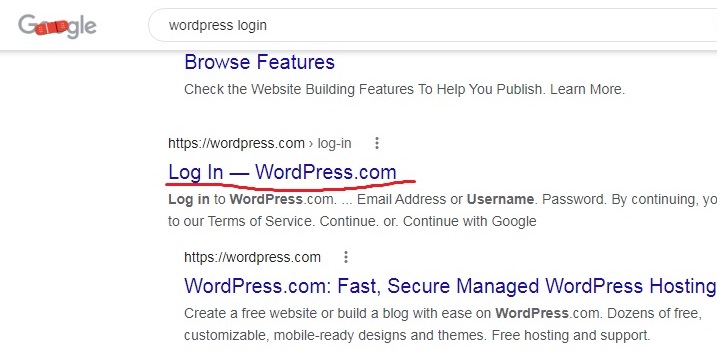 Google
wordpress login
Browse Features
Check the Website Building Features To Help You Publish. Learn More.
https://wordpress.com › log-in
Log In — WordPress.com
Log in to WordPress.com. ... Email Address or Username. Password. By continuing, yo
to our Terms of Service. Continue. or. Continue with Google
https://wordpress.com
WordPress.com: Fast, Secure Managed WordPress Hosting
Create a free website or build a blog with ease on WordPress.com. Dozens of free,
customizable, mobile-ready designs and themes. Free hosting and support.